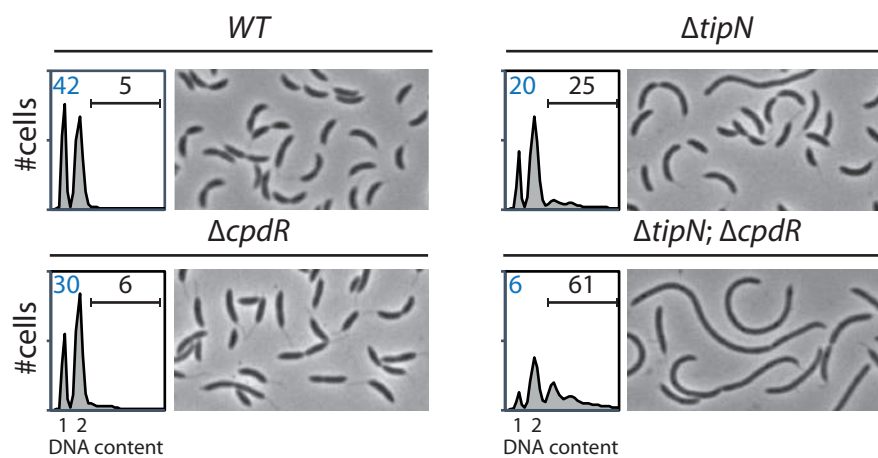 WT
42
5
#cells
ΔtipN
20
25
ΔcpdR
30
6
#cells
1 2
DNA content
ΔtipN; ΔcpdR
6
61
1 2
DNA content